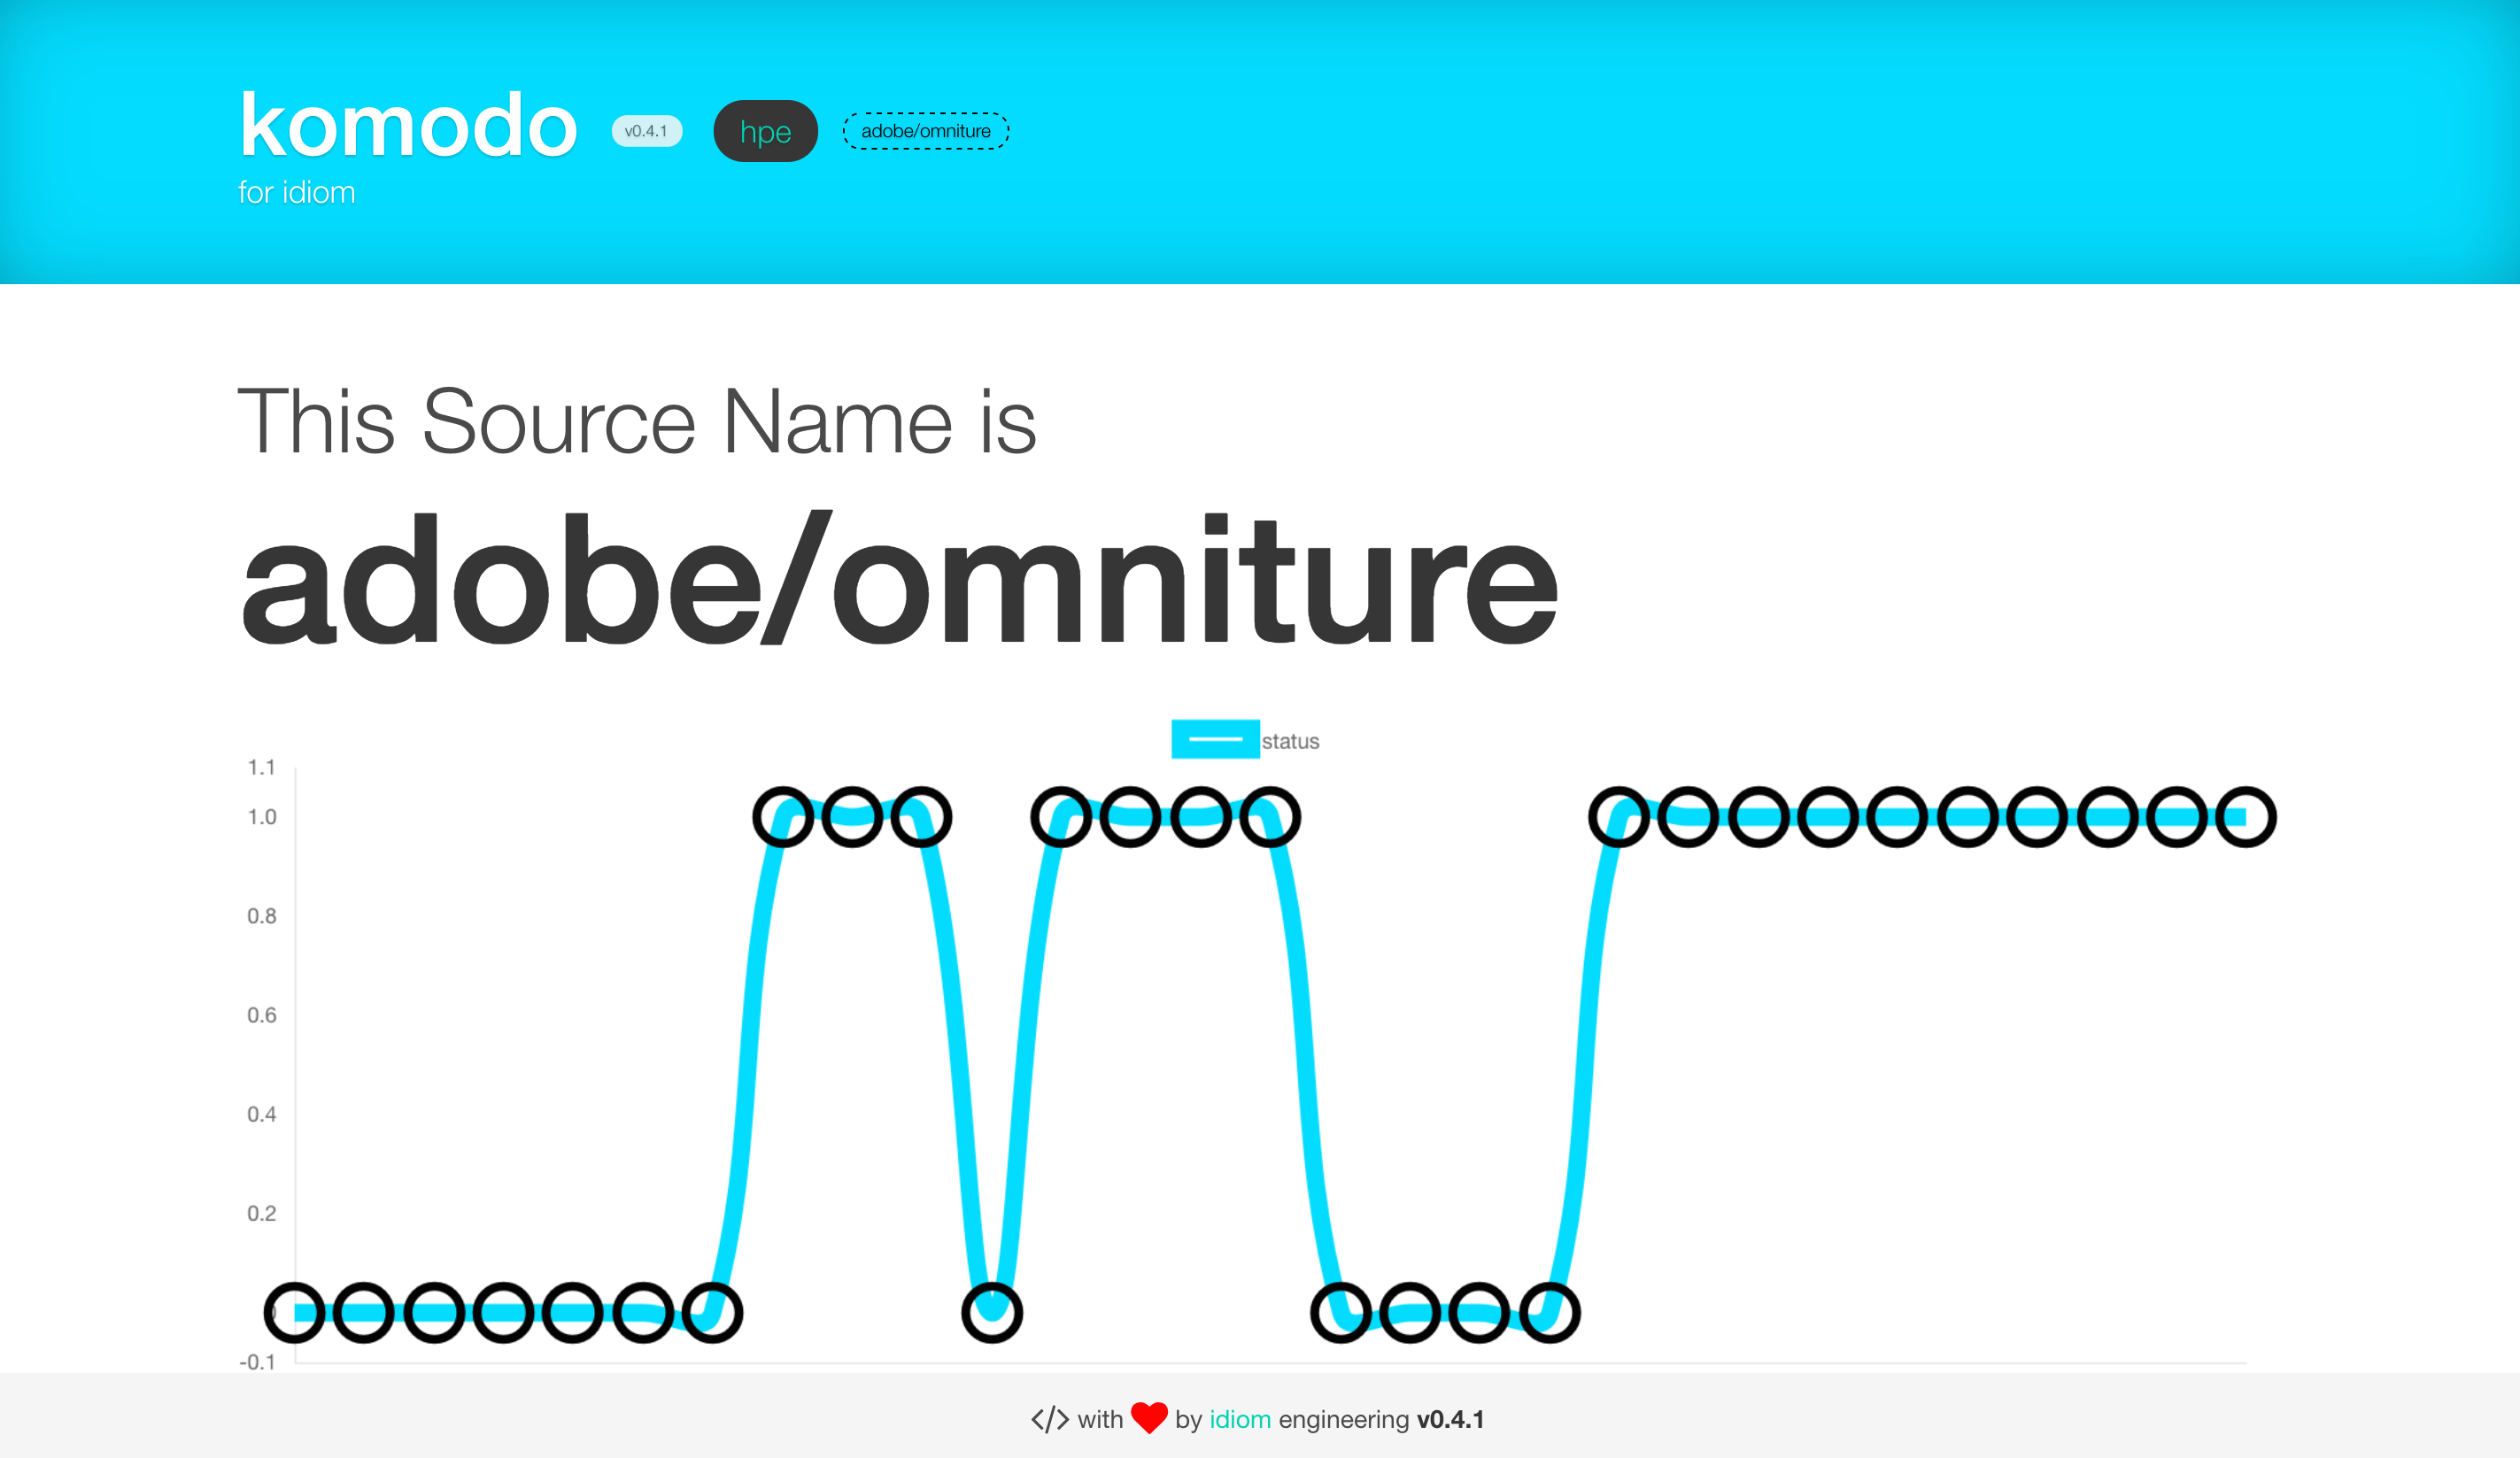 komodo v0.4.1 hpe adobe/omniture
for idiom
This Source Name is
adobe/omniture
status
1.1
1.0
0.8
0.6
0.4
0.2
-0.1
</> with by idiom engineering v0.4.1